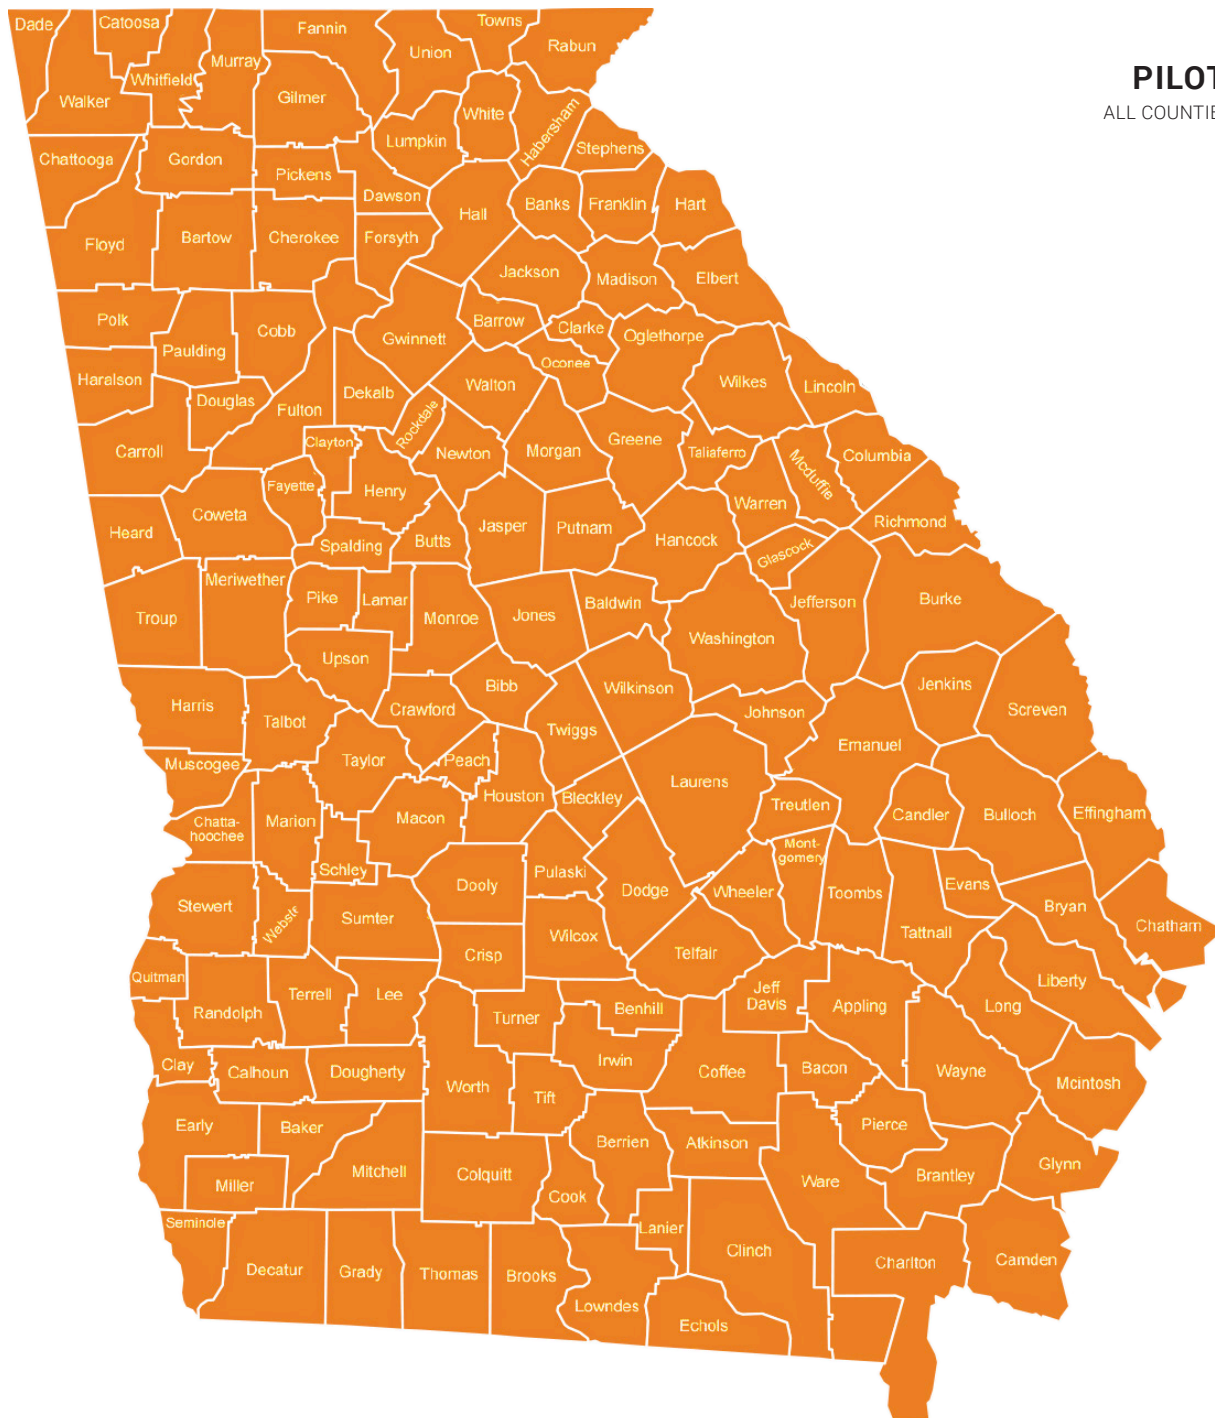 PILOT
ALL COUNTIE
Dade
Catoosa
Fannin
Towns
Union
Rabun
Whitfield
Murray
Walker
Gilmer
White
Habersham
Lumpkin
Stephens
Chattooga
Gordon
Pickens
Dawson
Banks
Franklin
Hart
Hall
Floyd
Bartow
Cherokee
Forsyth
Jackson
Madison
Elbert
Polk
Cobb
Gwinnett
Barrow
Clarke
Oglethorpe
Paulding
Oconee
Haralson
Douglas
Fulton
Dekalb
Walton
Wilkes
Lincoln
Rockdale
Carroll
Clayton
Newton
Morgan
Greene
Taliaferro
Mcduffie
Columbia
Fayette
Henry
Warren
Coweta
Heard
Spalding
Butts
Jasper
Putnam
Hancock
Glascock
Richmond
Meriwether
Troup
Pike
Lamar
Monroe
Jones
Baldwin
Washington
Jefferson
Burke
Upson
Bibb
Wilkinson
Jenkins
Screven
Harris
Talbot
Crawford
Twiggs
Johnson
Emanuel
Muscogee
Taylor
Peach
Laurens
Houston
Bleckley
Treutlen
Candler
Bulloch
Effingham
Chatta-
hoochee
Marion
Macon
Mont-
gomery
Schley
Dooly
Pulaski
Dodge
Wheeler
Toombs
Evans
Bryan
Stewert
Webstr
Sumter
Wilcox
Tattnall
Chatham
Crisp
Telfair
Quitman
Terrell
Lee
Jeff
Davis
Appling
Long
Liberty
Randolph
Turner
Benhill
Clay
Calhoun
Dougherty
Worth
Irwin
Coffee
Bacon
Wayne
Mcintosh
Tift
Early
Baker
Berrien
Atkinson
Pierce
Miller
Mitchell
Colquitt
Cook
Ware
Brantley
Glynn
Seminole
Lanier
Clinch
Charlton
Camden
Decatur
Grady
Thomas
Brooks
Lowndes
Echols